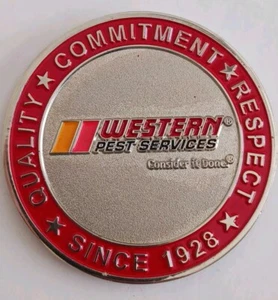 QUALITY ★ COMMITMENT ★ RESPECT ★
WESTERN®
PEST SERVICES
Consider it Done.®
★ SINCE 1928 ★